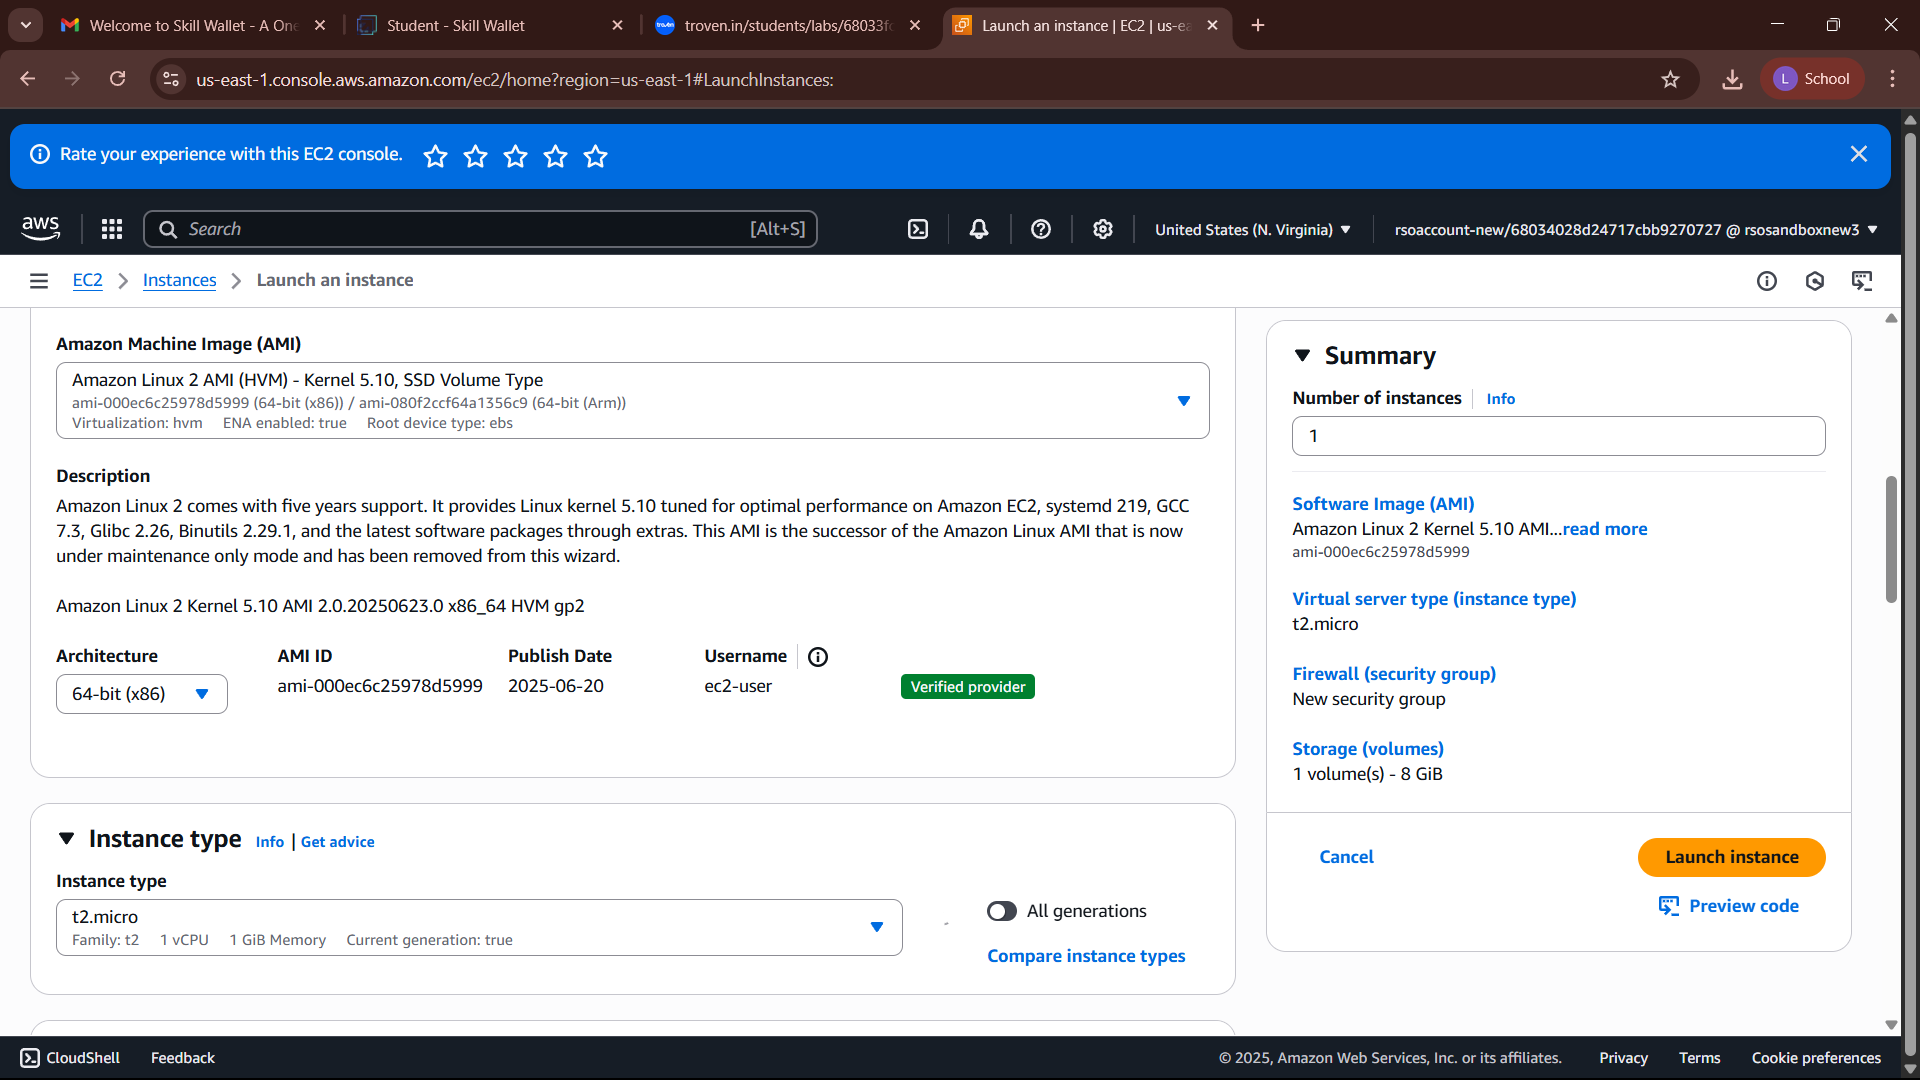 Welcome to Skill Wallet - A One
Student - Skill Wallet
troven.in/students/labs/68033f
Launch an instance | EC2 | us-ea
us-east-1.console.aws.amazon.com/ec2/home?region=us-east-1#LaunchInstances:
L School
Rate your experience with this EC2 console.
aws
Search [Alt+S]
United States (N. Virginia)
rsoaccount-new/68034028d24717cbb9270727 @ rsosandboxnew3
EC2 > Instances > Launch an instance
Amazon Machine Image (AMI)
Amazon Linux 2 AMI (HVM) - Kernel 5.10, SSD Volume Type
ami-000ec6c25978d5999 (64-bit (x86)) / ami-080f2ccf64a1356c9 (64-bit (Arm))
Virtualization: hvm ENA enabled: true Root device type: ebs
Description
Amazon Linux 2 comes with five years support. It provides Linux kernel 5.10 tuned for optimal performance on Amazon EC2, systemd 219, GCC
7.3, Glibc 2.26, Binutils 2.29.1, and the latest software packages through extras. This AMI is the successor of the Amazon Linux AMI that is now
under maintenance only mode and has been removed from this wizard.
Amazon Linux 2 Kernel 5.10 AMI 2.0.20250623.0 x86_64 HVM gp2
Architecture AMI ID Publish Date Username
64-bit (x86) ami-000ec6c25978d5999 2025-06-20 ec2-user Verified provider
Instance type Info | Get advice
Instance type
t2.micro
Family: t2 1 vCPU 1 GiB Memory Current generation: true
All generations
Compare instance types
Summary
Number of instances Info
1
Software Image (AMI)
Amazon Linux 2 Kernel 5.10 AMI...read more
ami-000ec6c25978d5999
Virtual server type (instance type)
t2.micro
Firewall (security group)
New security group
Storage (volumes)
1 volume(s) - 8 GiB
Cancel Launch instance
Preview code
CloudShell Feedback © 2025, Amazon Web Services, Inc. or its affiliates. Privacy Terms Cookie preferences